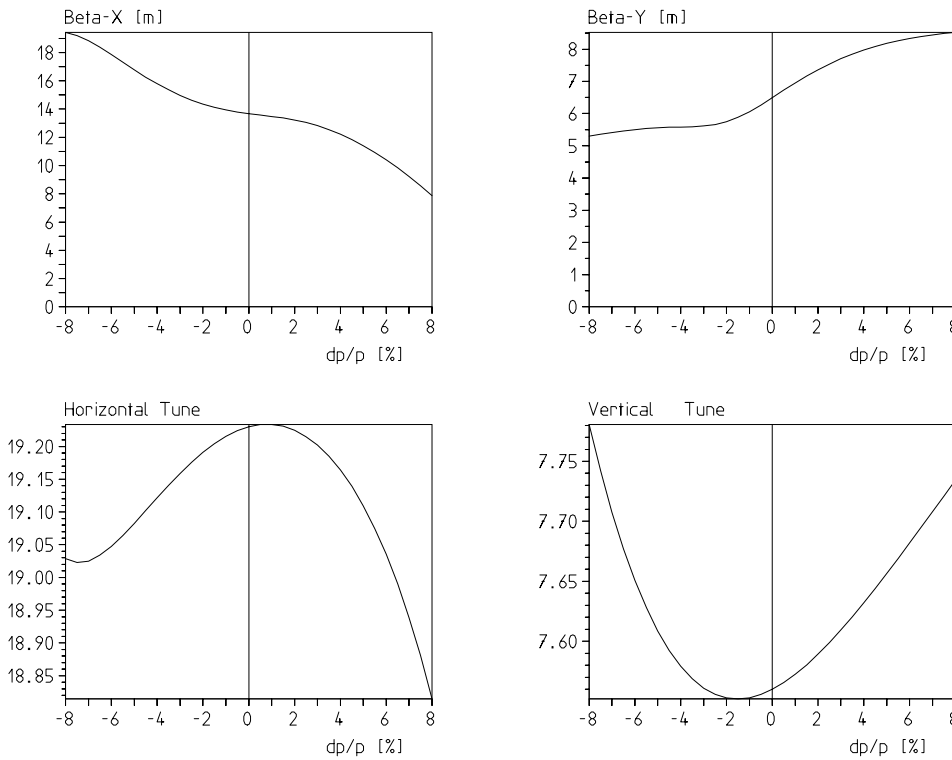 Beta-X [m]
18
16
14
12
10
8
6
4
2
0
-8 -6 -4 -2 0 2 4 6 8
dp/p [%]
Beta-Y [m]
8
7
6
5
4
3
2
1
0
-8 -6 -4 -2 0 2 4 6 8
dp/p [%]
Horizontal Tune
19.20
19.15
19.10
19.05
19.00
18.95
18.90
18.85
-8 -6 -4 -2 0 2 4 6 8
dp/p [%]
Vertical Tune
7.75
7.70
7.65
7.60
-8 -6 -4 -2 0 2 4 6 8
dp/p [%]